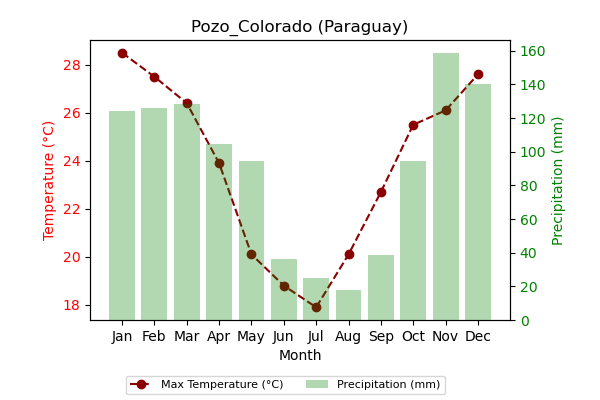 Pozo_Colorado (Paraguay)
28
26
24
22
20
18
Temperature (°C)
160
140
120
100
80
60
40
20
0
Precipitation (mm)
Jan Feb Mar Apr May Jun Jul Aug Sep Oct Nov Dec
Month
Max Temperature (°C) Precipitation (mm)